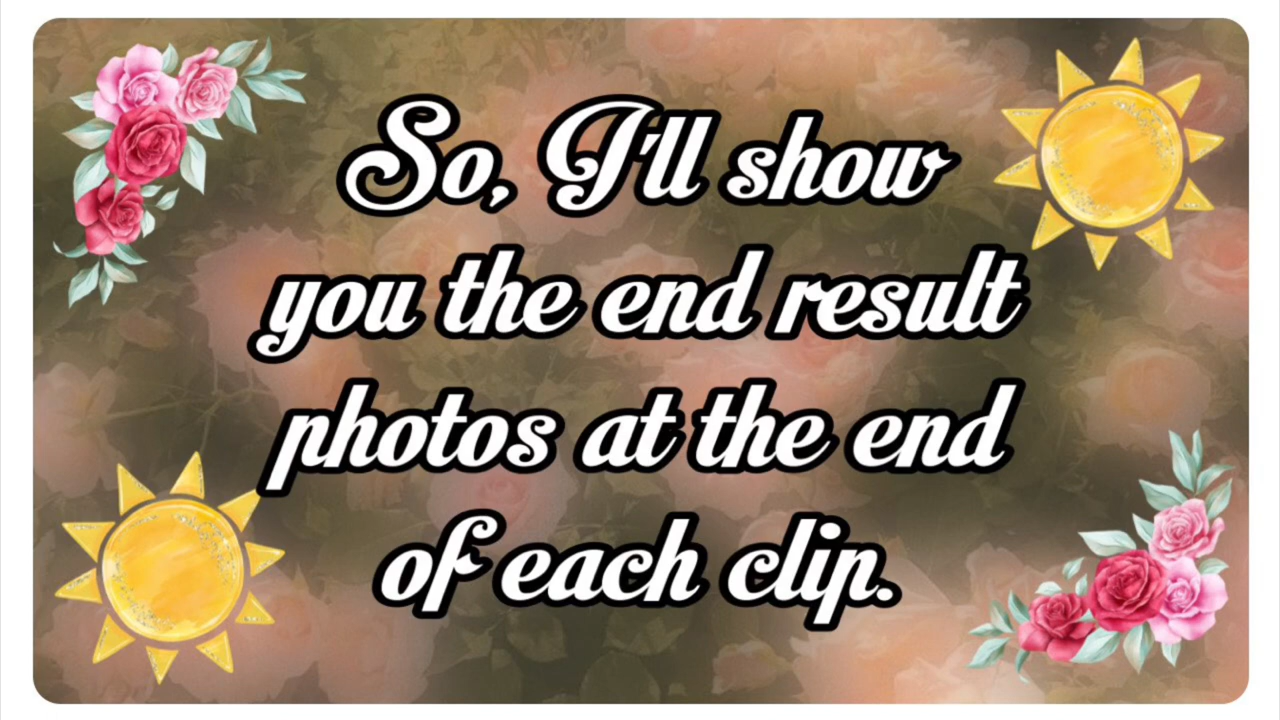 So, I'll show
you the end result
photos at the end
of each clip.